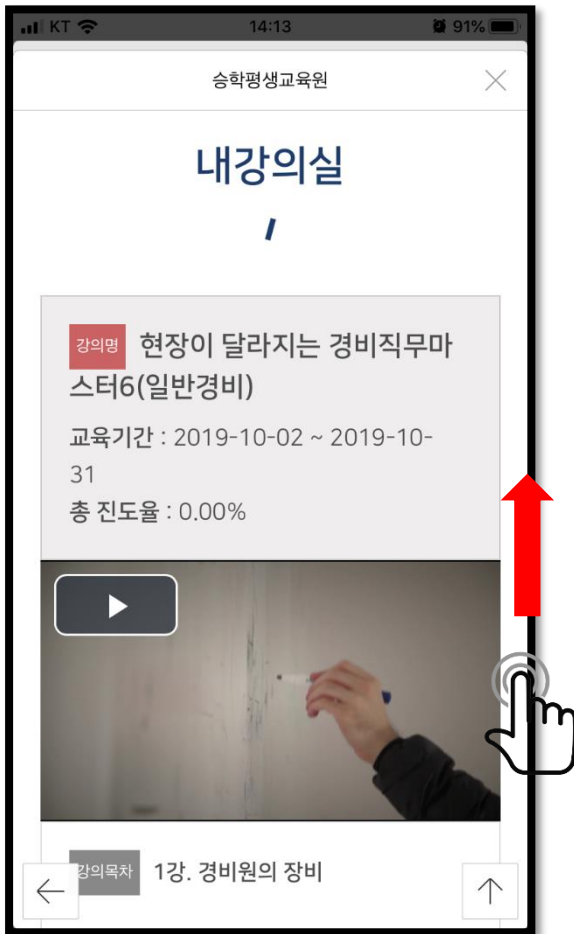 KT 14:13 91%
승학평생교육원
내강의실
강의명 현장이 달라지는 경비직무마
스터6(일반경비)
교육기간 : 2019-10-02 ~ 2019-10-
31
총 진도율 : 0.00%
강의목차 1강. 경비원의 장비